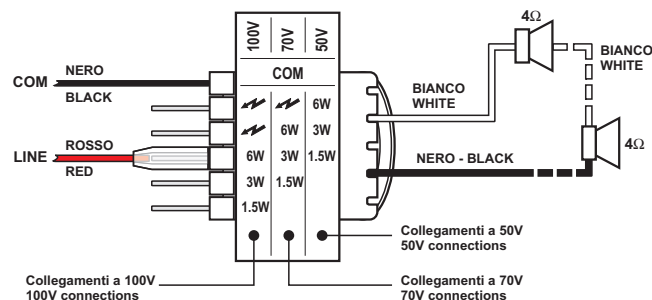 100V 70V 50V
COM
COM NERO
BLACK
LINE ROSSO
RED
6W
6W 3W
6W 3W 1.5W
3W 1.5W
1.5W
4Ω
BIANCO
WHITE
BIANCO
WHITE
4Ω
NERO - BLACK
Collegamenti a 50V
50V connections
Collegamenti a 100V
100V connections
Collegamenti a 70V
70V connections